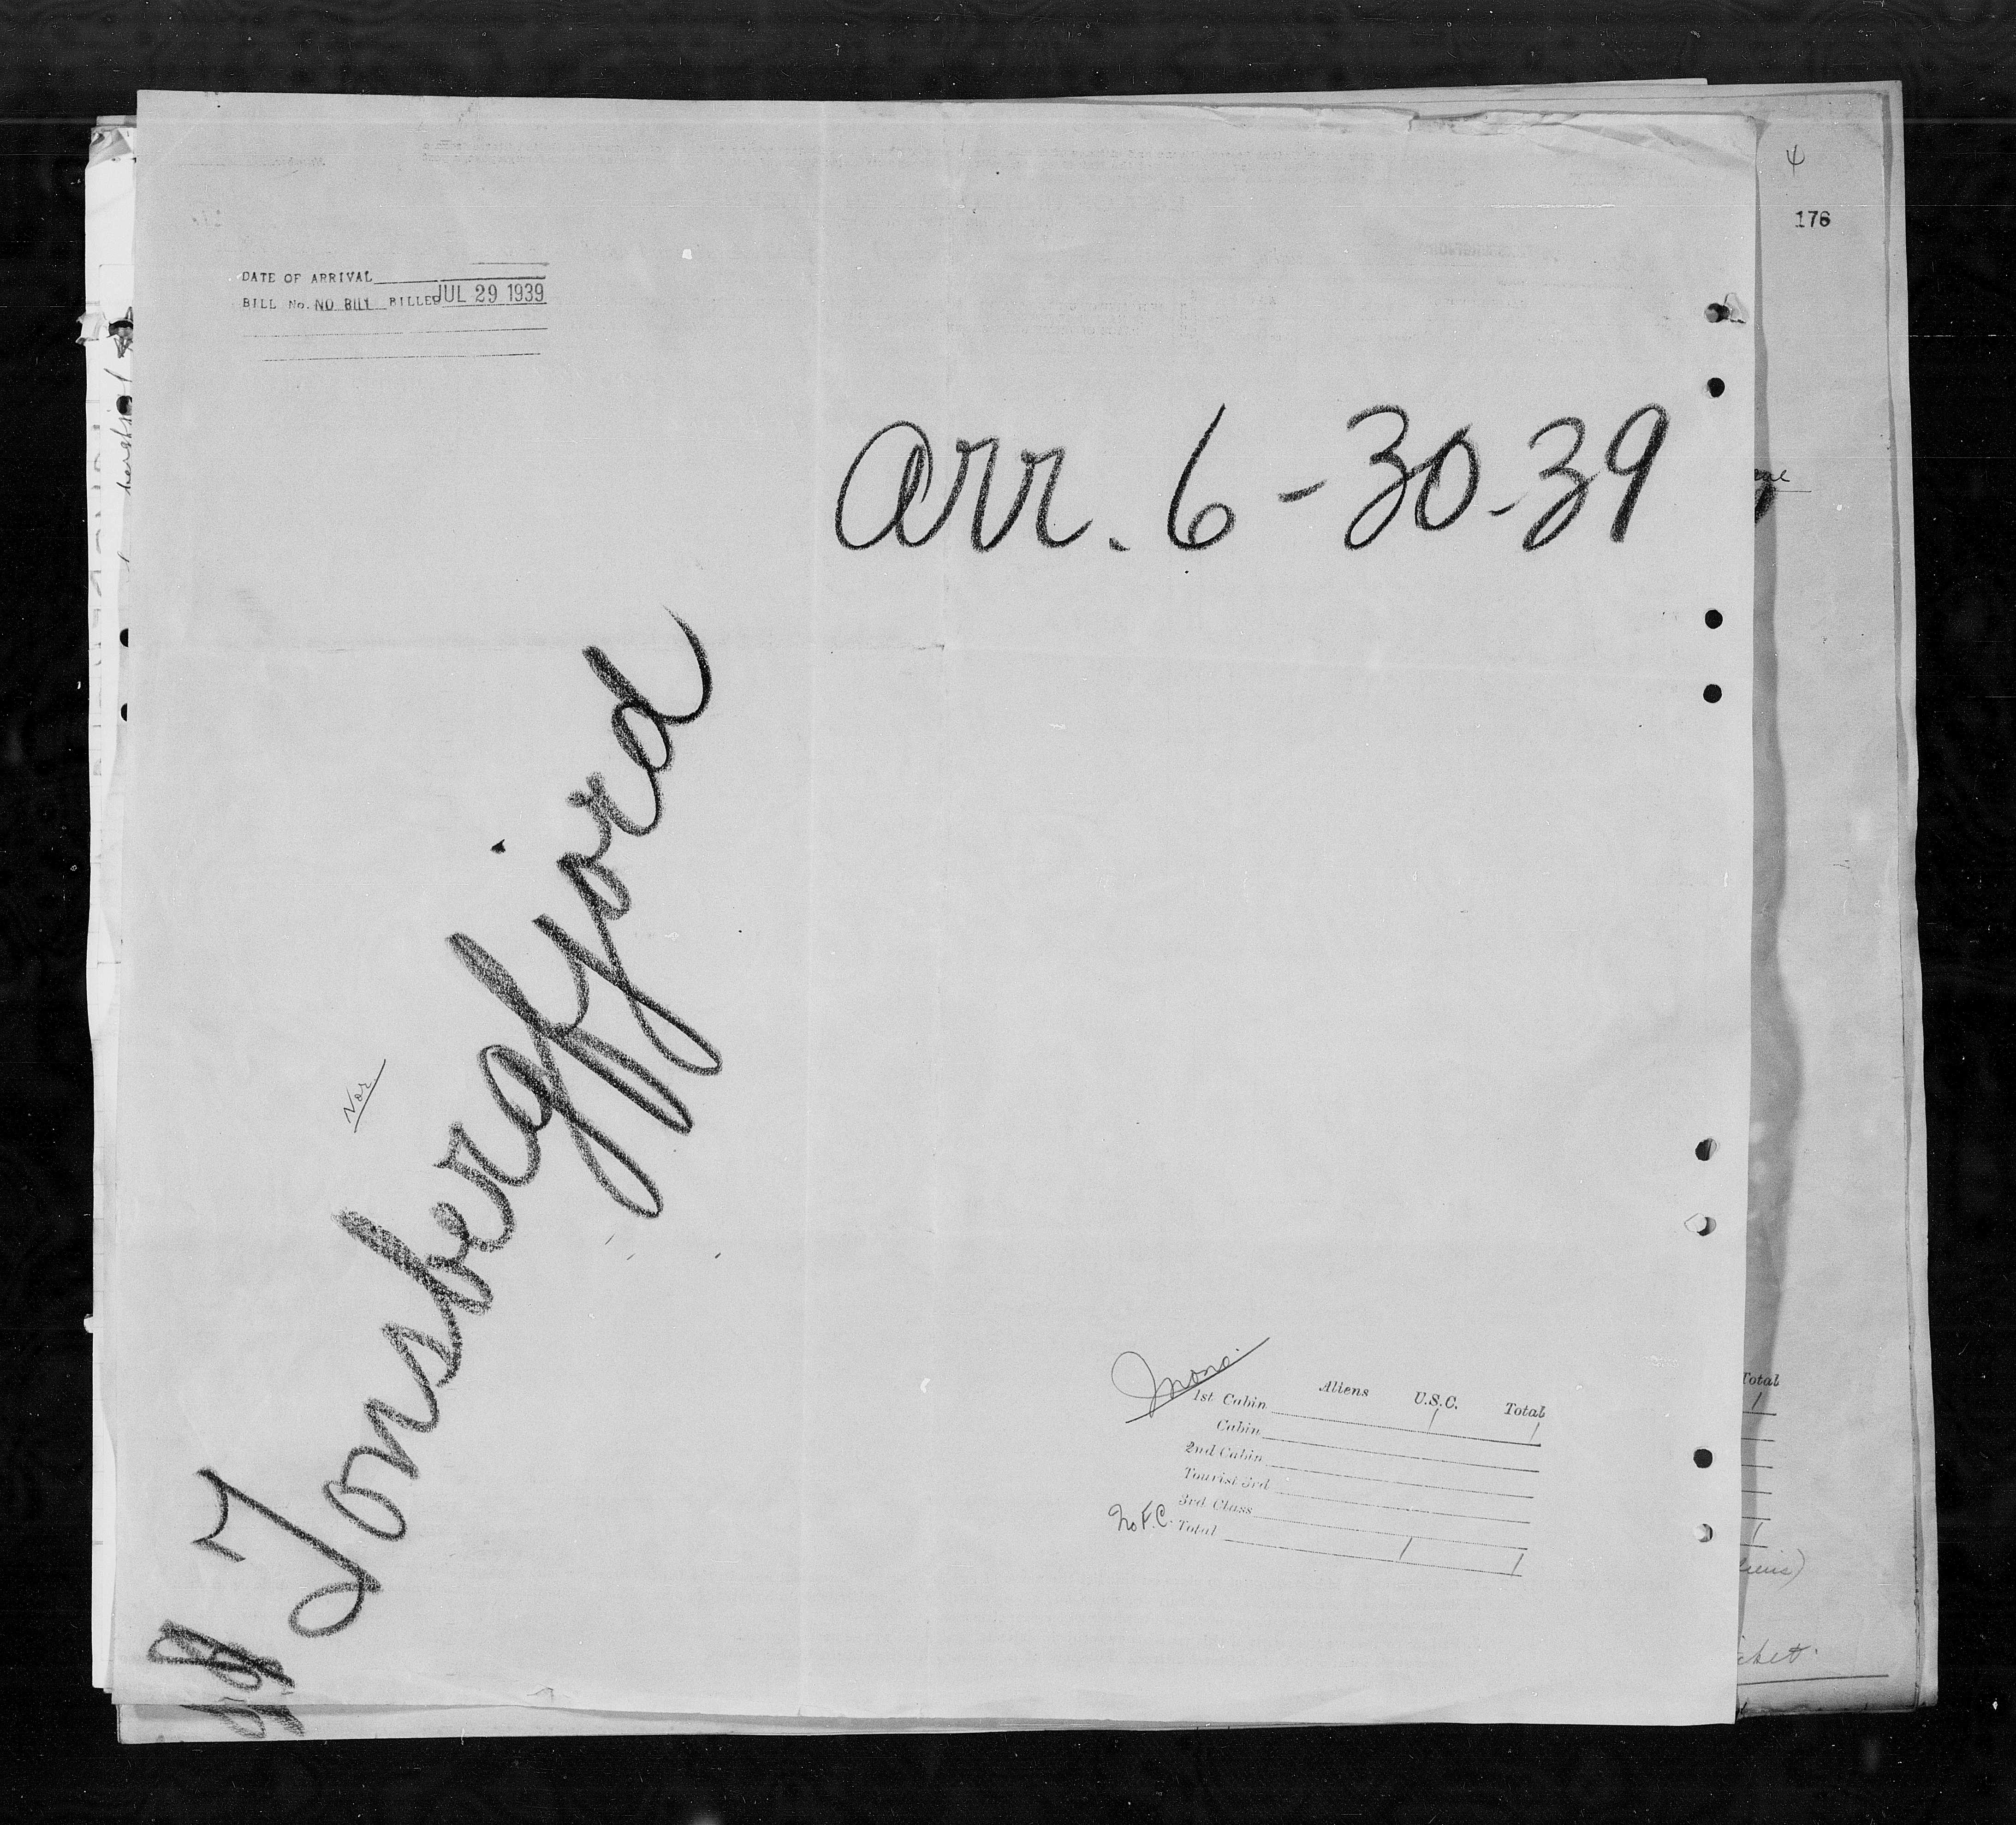 4
176
DATE OF ARRIVAL
BILL No. NO BILL BILLED JUL 29 1939
arr. 6-30-39
SS Tonsbergfjord
Nor
Aliens U.S.C. Total
1st Cabin 1 1
Cabin
2nd Cabin
Tourist 3rd
3rd Class
No F.C. Total 1 1
Total
1
1